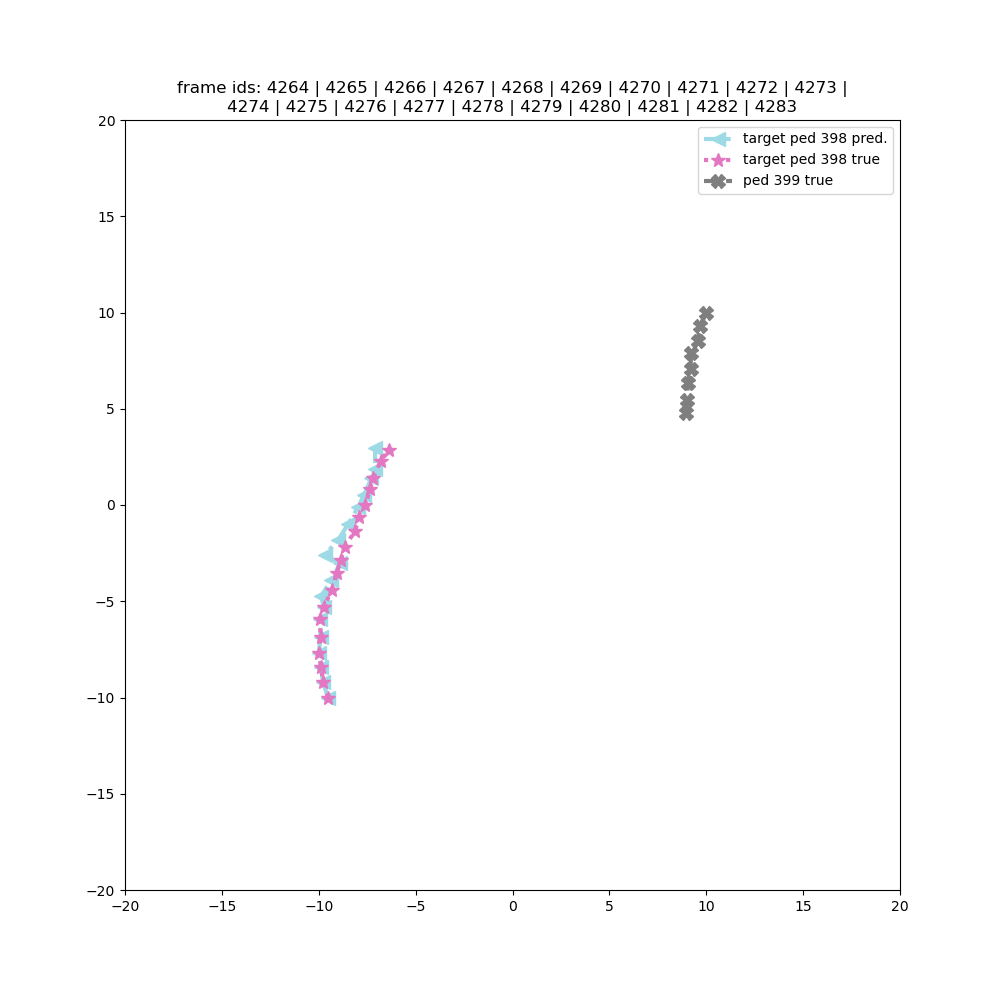 frame ids: 4264 | 4265 | 4266 | 4267 | 4268 | 4269 | 4270 | 4271 | 4272 | 4273 |
4274 | 4275 | 4276 | 4277 | 4278 | 4279 | 4280 | 4281 | 4282 | 4283
target ped 398 pred.
target ped 398 true
ped 399 true
20
15
10
5
0
−5
−10
−15
−20
−20 −15 −10 −5 0 5 10 15 20